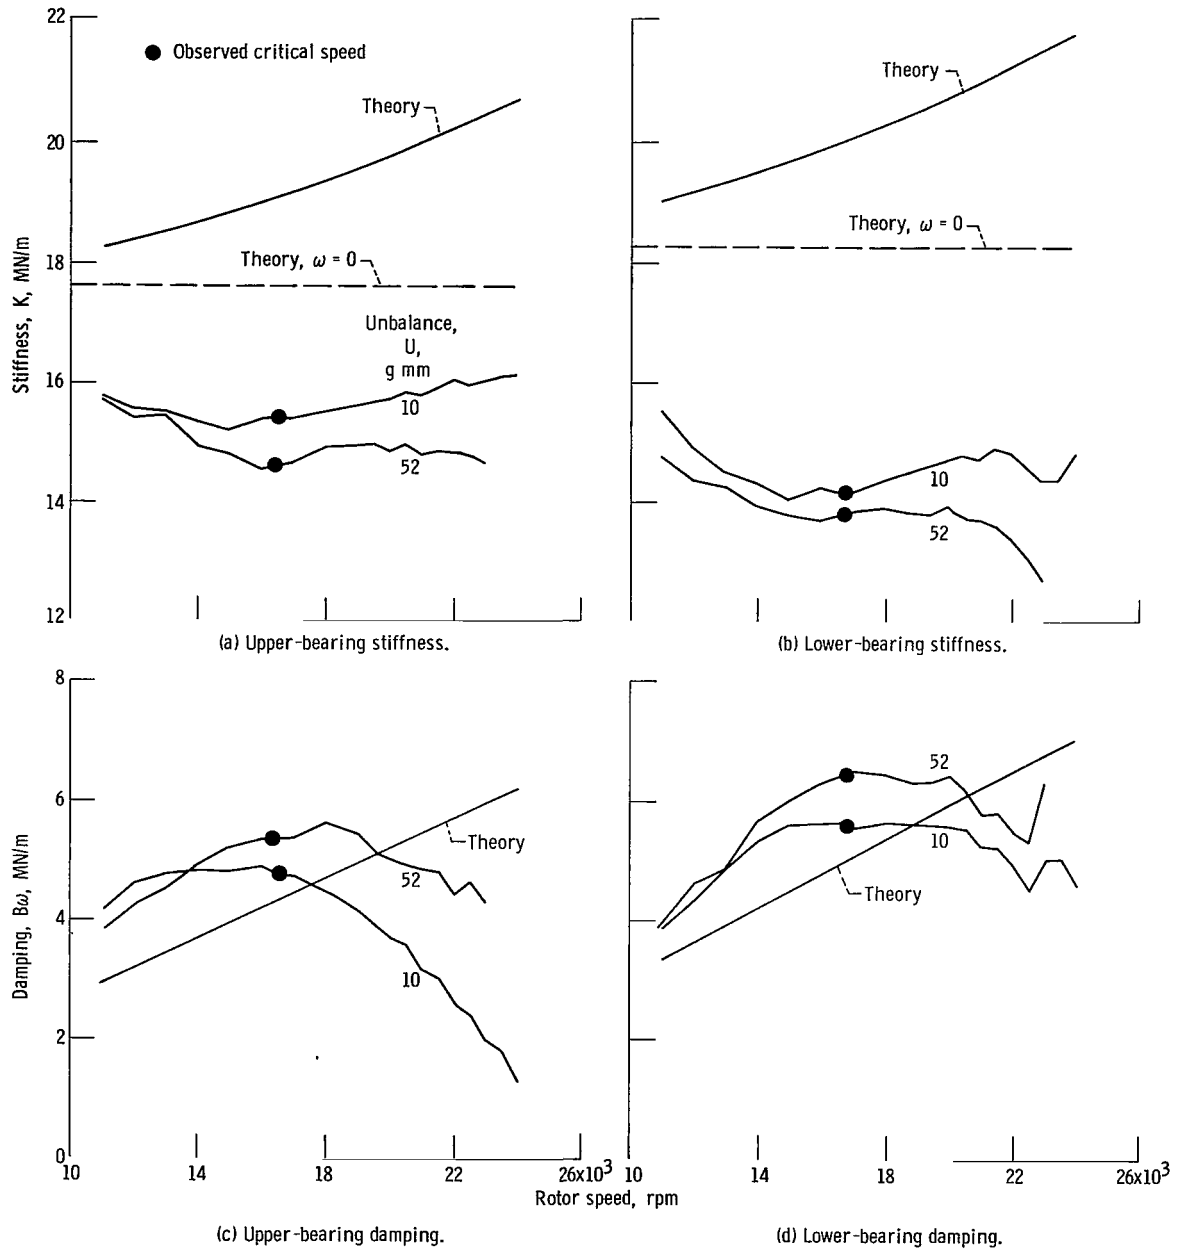 22
Observed critical speed
Theory
20
Theory, ω = 0
18
Unbalance,
U,
g mm
16
10
52
14
12
Stiffness, K, MN/m
(a) Upper-bearing stiffness.
Theory
Theory, ω = 0
10
52
(b) Lower-bearing stiffness.
8
6
Theory
52
4
10
2
0
Damping, Bω, MN/m
10
14
18
22
26x10³
(c) Upper-bearing damping.
52
10
Theory
10
14
18
22
26x10³
Rotor speed, rpm
(d) Lower-bearing damping.